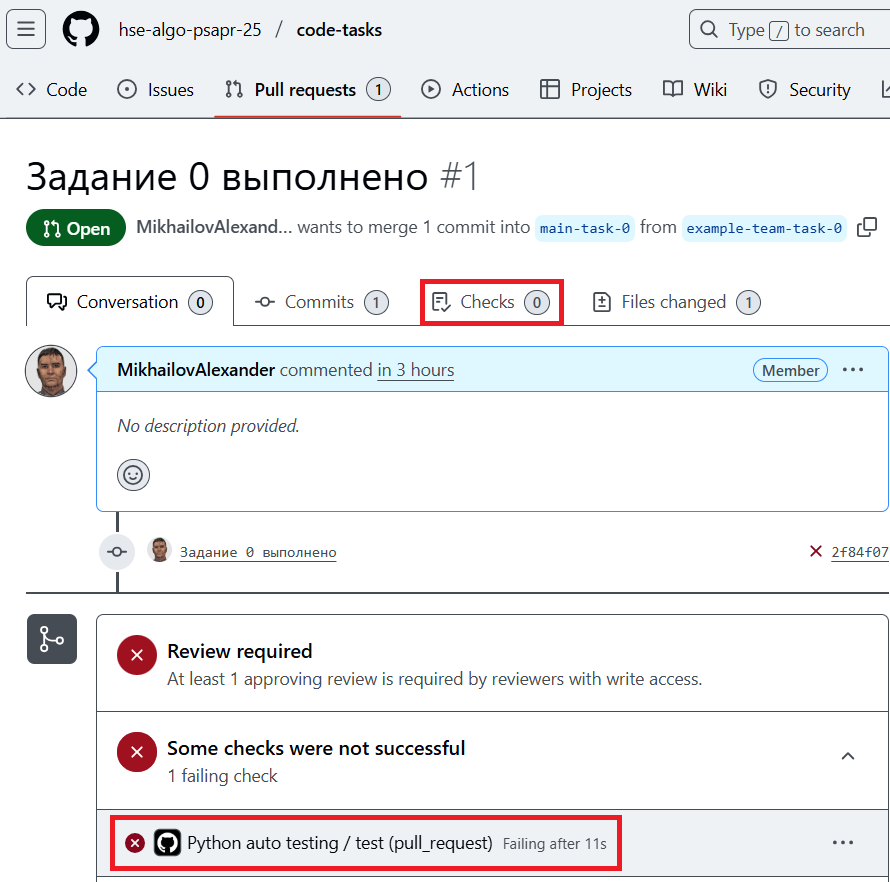 hse-algo-psapr-25 / code-tasks
Type / to search
Code Issues Pull requests 1 Actions Projects Wiki Security
Задание 0 выполнено #1
Open MikhailovAlexand... wants to merge 1 commit into main-task-0 from example-team-task-0
Conversation 0 Commits 1 Checks 0 Files changed 1
MikhailovAlexander commented in 3 hours Member
No description provided.
Задание 0 выполнено 2f84f07
Review required
At least 1 approving review is required by reviewers with write access.
Some checks were not successful
1 failing check
Python auto testing / test (pull_request) Failing after 11s